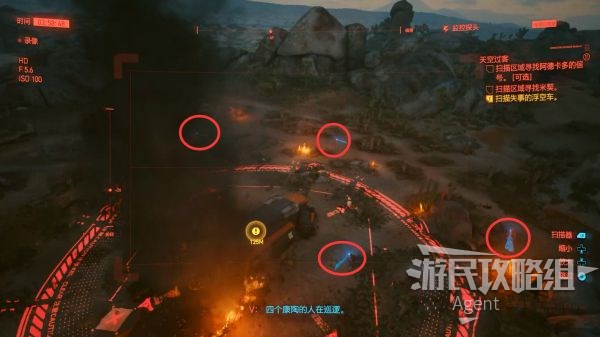 时间
录像
HD
F 5.6
ISO 100
监控探头
天空过客
扫描区域寻找阿德卡多的信
号。[可选]
扫描区域寻找米契。
扫描失事的浮空车。
125M
扫描器
缩小
V： 四个康陶的人在巡逻。
游民攻略组
Agent